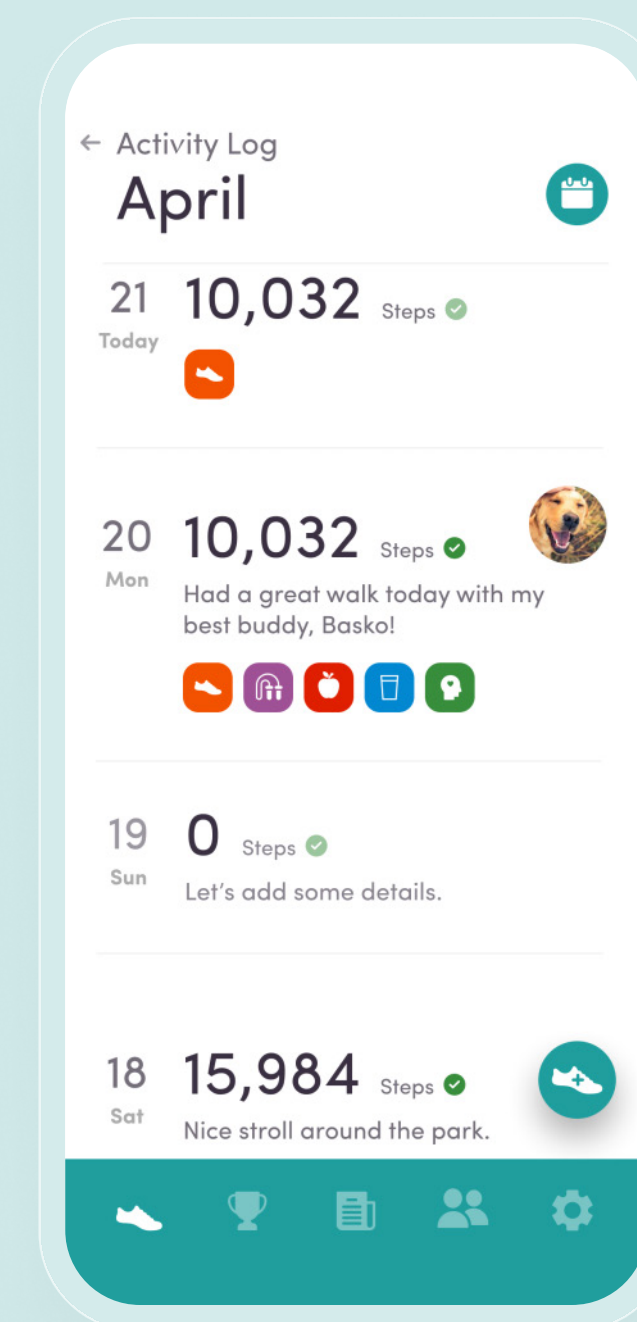 Activity Log
April
21 10,032 Steps
Today
20 10,032 Steps
Mon
Had a great walk today with my
best buddy, Basko!
19 0 Steps
Sun
Let's add some details.
18 15,984 Steps
Sat
Nice stroll around the park.